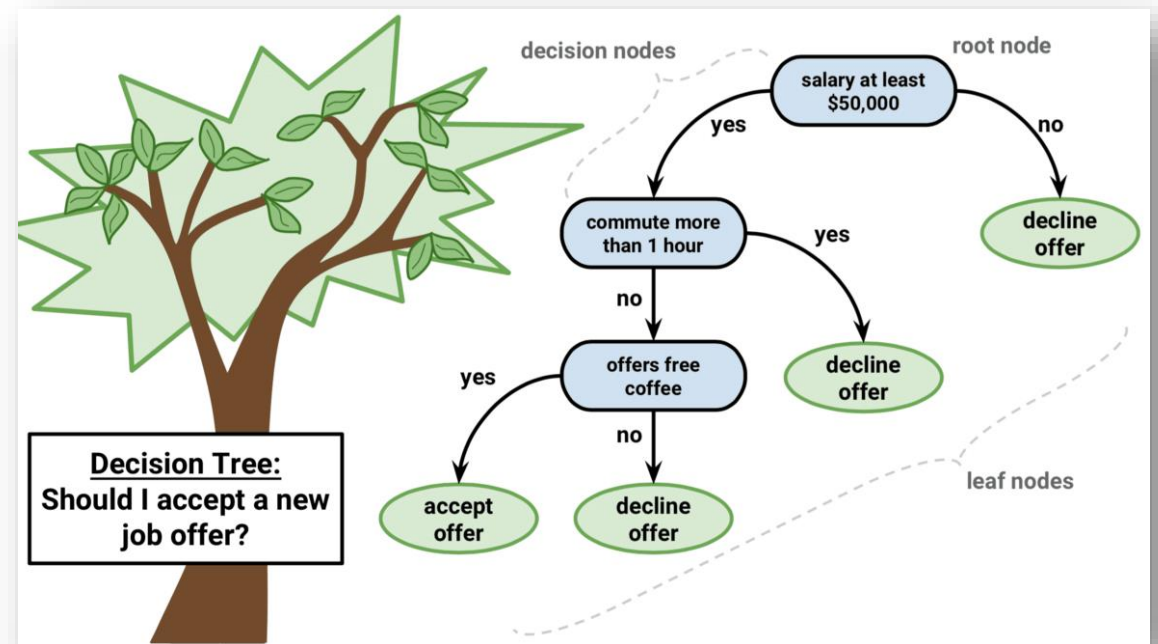 decision nodes
root node
salary at least
$50,000
yes
no
commute more
than 1 hour
yes
decline
offer
no
offers free
coffee
decline
offer
yes
no
leaf nodes
Decision Tree:
Should I accept a new
job offer?
accept
offer
decline
offer